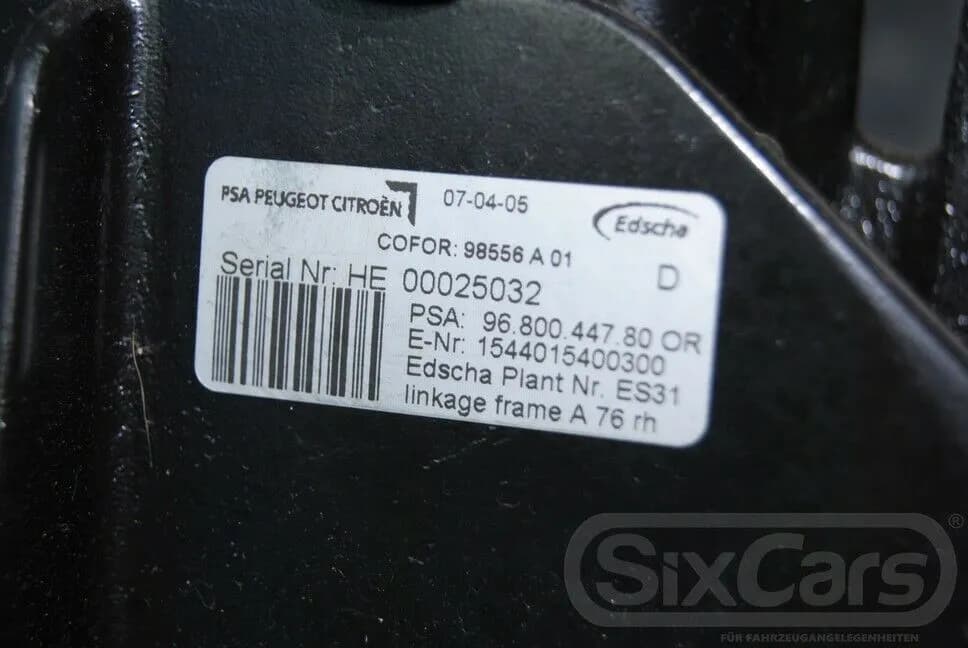 PSA PEUGEOT CITROËN 07-04-05 Edscha
COFOR: 98556 A 01 D
Serial Nr: HE 00025032
PSA: 96.800.447.80 OR
E-Nr: 1544015400300
Edscha Plant Nr. ES31
linkage frame A 76 rh
SixCars®
FÜR FAHRZEUGANGELEGENHEITEN